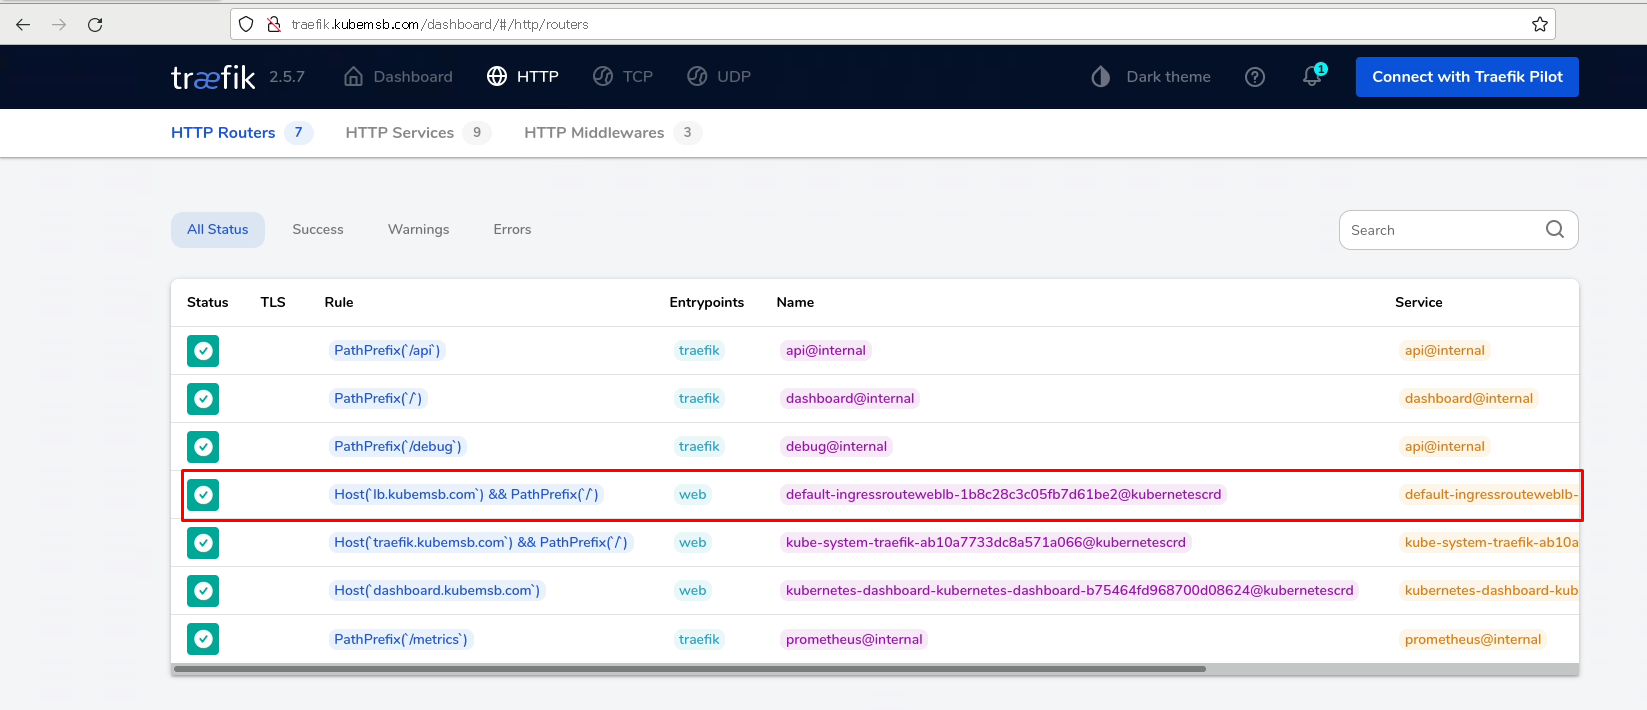 traefik.kubemsb.com/dashboard/#/http/routers
træfik 2.5.7 Dashboard HTTP TCP UDP Dark theme 1 Connect with Traefik Pilot
HTTP Routers 7 HTTP Services 9 HTTP Middlewares 3
All Status Success Warnings Errors Search
Status TLS Rule Entrypoints Name Service
PathPrefix(`/api`) traefik api@internal api@internal
PathPrefix(`/`) traefik dashboard@internal dashboard@internal
PathPrefix(`/debug`) traefik debug@internal api@internal
Host(`lb.kubemsb.com`) && PathPrefix(`/`) web default-ingressrouteweblb-1b8c28c3c05fb7d61be2@kubernetescrd default-ingressrouteweblb-
Host(`traefik.kubemsb.com`) && PathPrefix(`/`) web kube-system-traefik-ab10a7733dc8a571a066@kubernetescrd kube-system-traefik-ab10a
Host(`dashboard.kubemsb.com`) web kubernetes-dashboard-kubernetes-dashboard-b75464fd968700d08624@kubernetescrd kubernetes-dashboard-kub
PathPrefix(`/metrics`) traefik prometheus@internal prometheus@internal